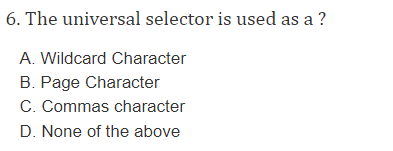 6. The universal selector is used as a ?
A. Wildcard Character
B. Page Character
C. Commas character
D. None of the above